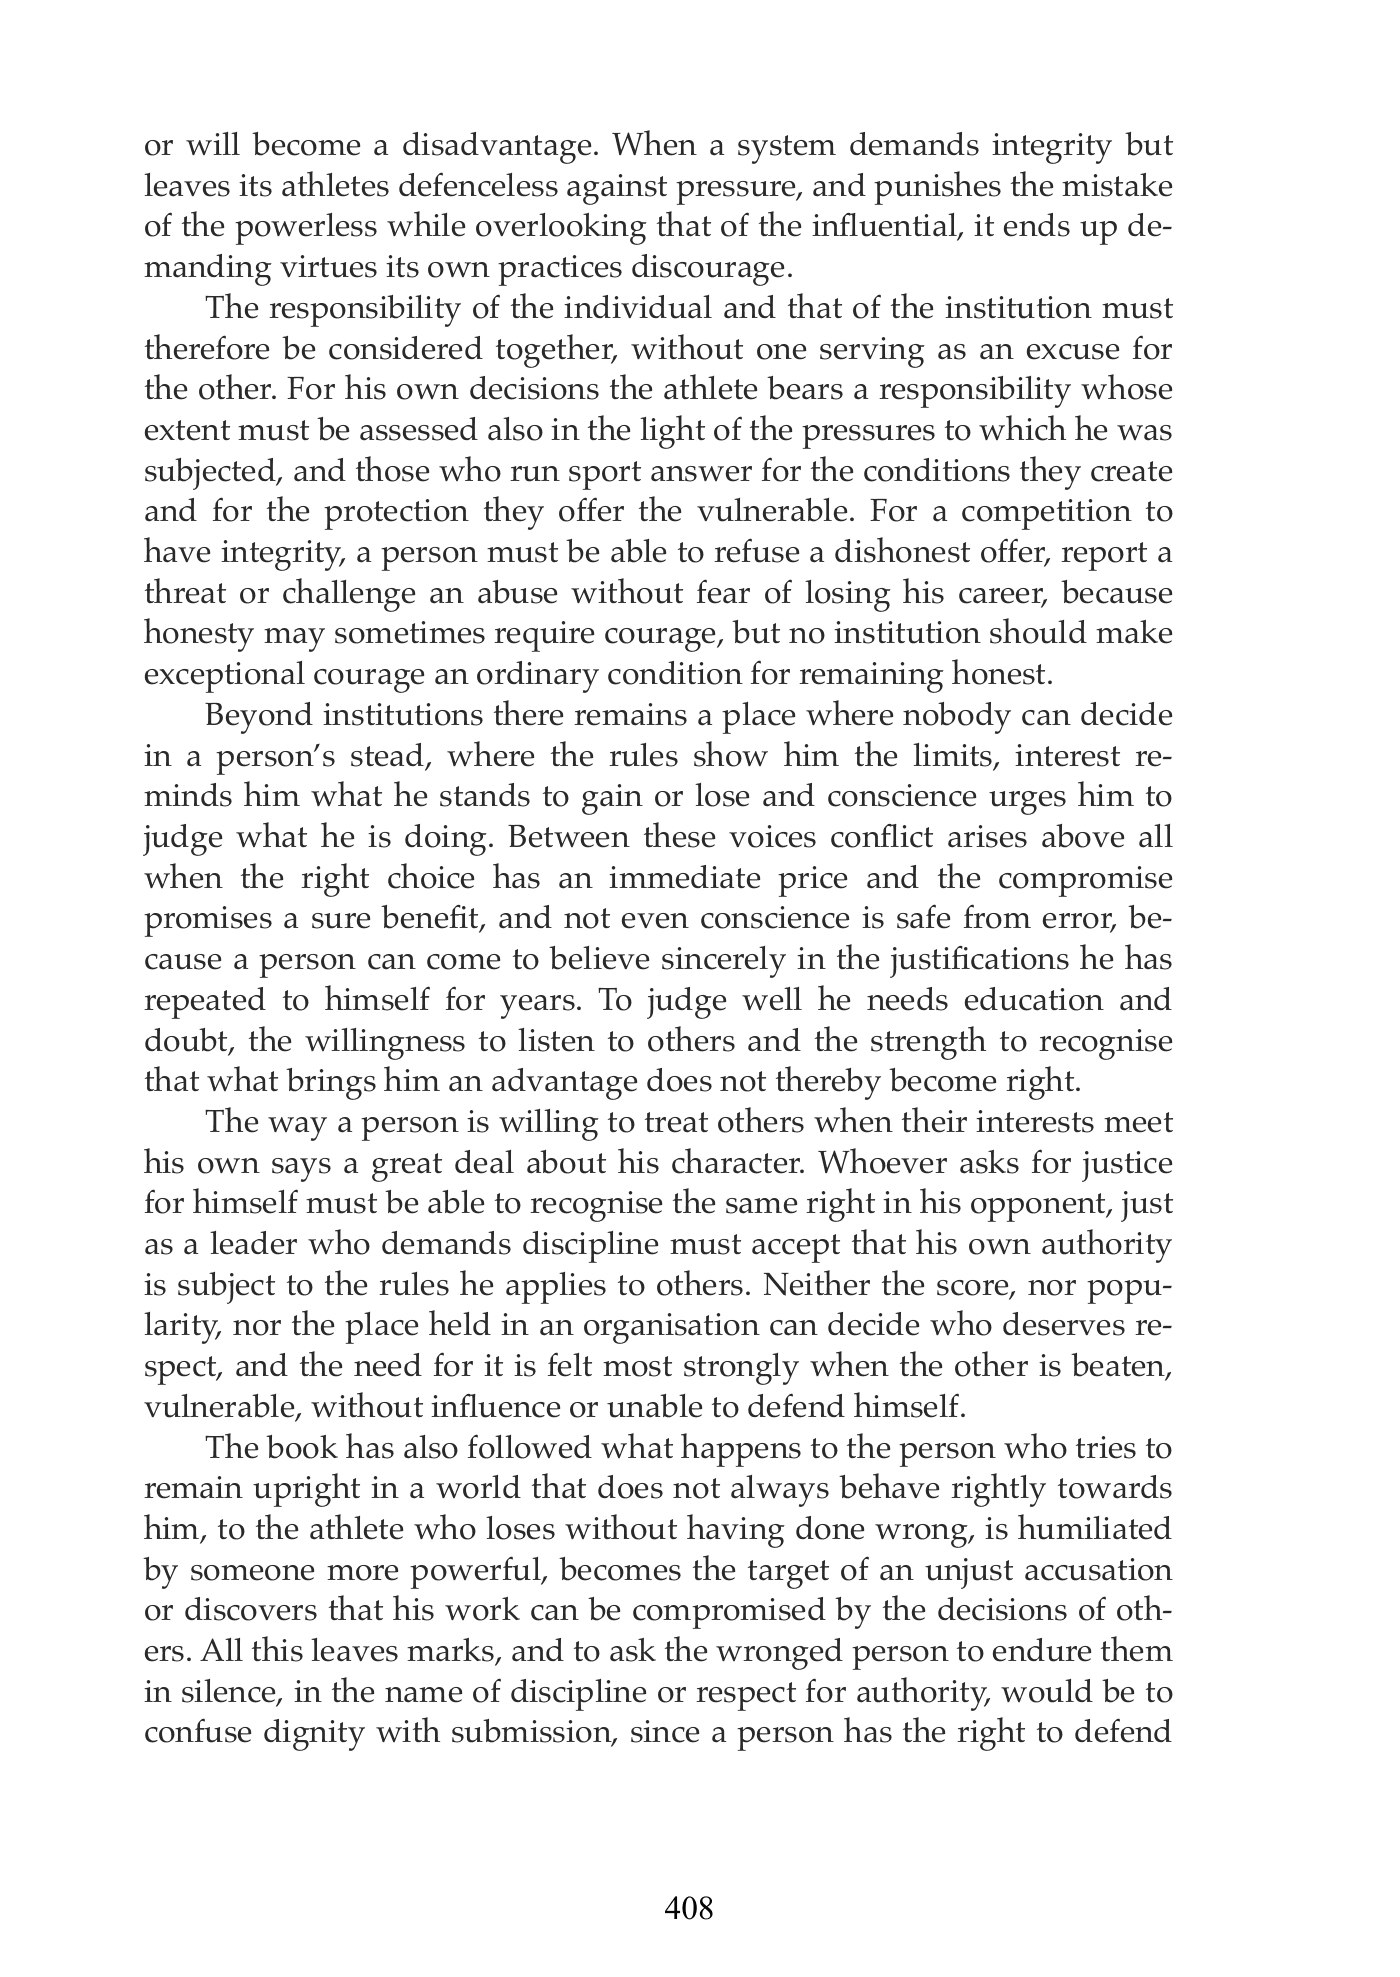 or will become a disadvantage. When a system demands integrity but
leaves its athletes defenceless against pressure, and punishes the mistake
of the powerless while overlooking that of the influential, it ends up de-
manding virtues its own practices discourage.
The responsibility of the individual and that of the institution must
therefore be considered together, without one serving as an excuse for
the other. For his own decisions the athlete bears a responsibility whose
extent must be assessed also in the light of the pressures to which he was
subjected, and those who run sport answer for the conditions they create
and for the protection they offer the vulnerable. For a competition to
have integrity, a person must be able to refuse a dishonest offer, report a
threat or challenge an abuse without fear of losing his career, because
honesty may sometimes require courage, but no institution should make
exceptional courage an ordinary condition for remaining honest.
Beyond institutions there remains a place where nobody can decide
in a person’s stead, where the rules show him the limits, interest re-
minds him what he stands to gain or lose and conscience urges him to
judge what he is doing. Between these voices conflict arises above all
when the right choice has an immediate price and the compromise
promises a sure benefit, and not even conscience is safe from error, be-
cause a person can come to believe sincerely in the justifications he has
repeated to himself for years. To judge well he needs education and
doubt, the willingness to listen to others and the strength to recognise
that what brings him an advantage does not thereby become right.
The way a person is willing to treat others when their interests meet
his own says a great deal about his character. Whoever asks for justice
for himself must be able to recognise the same right in his opponent, just
as a leader who demands discipline must accept that his own authority
is subject to the rules he applies to others. Neither the score, nor popu-
larity, nor the place held in an organisation can decide who deserves re-
spect, and the need for it is felt most strongly when the other is beaten,
vulnerable, without influence or unable to defend himself.
The book has also followed what happens to the person who tries to
remain upright in a world that does not always behave rightly towards
him, to the athlete who loses without having done wrong, is humiliated
by someone more powerful, becomes the target of an unjust accusation
or discovers that his work can be compromised by the decisions of oth-
ers. All this leaves marks, and to ask the wronged person to endure them
in silence, in the name of discipline or respect for authority, would be to
confuse dignity with submission, since a person has the right to defend
408